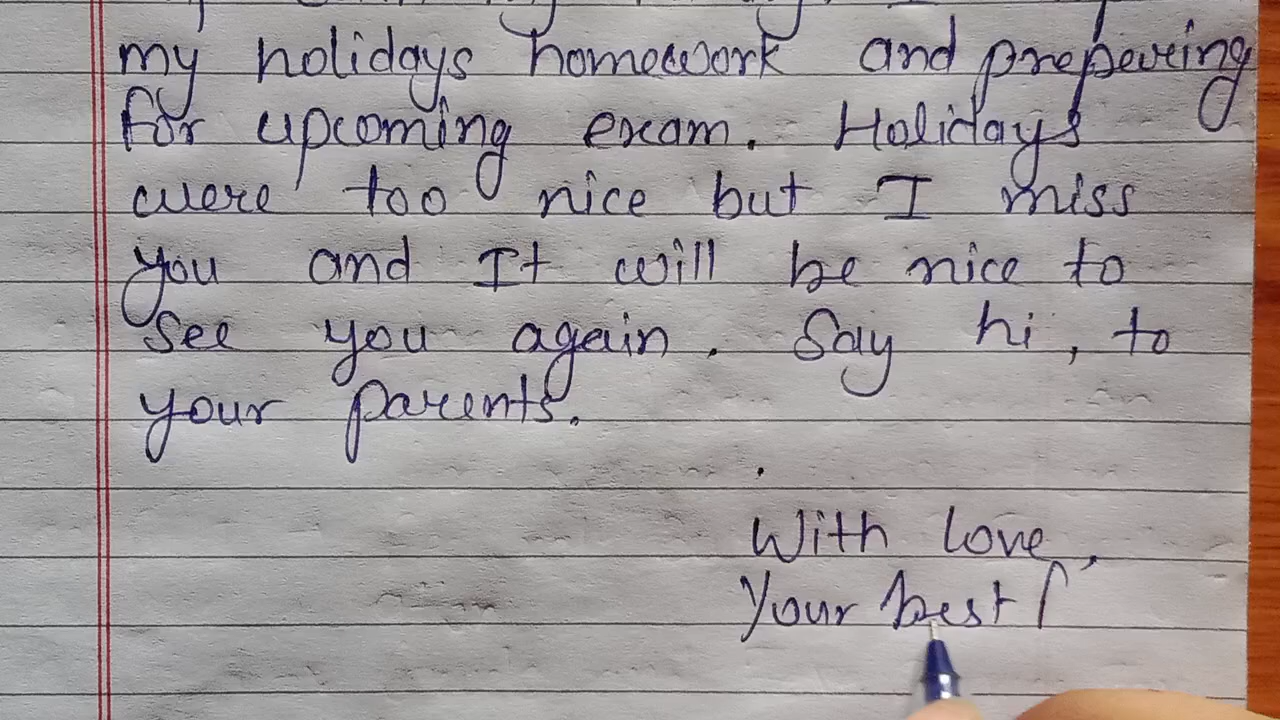 my holidays homework and prepering
for upcoming exam. Holidays
were too nice but I miss
you and It will be nice to
see you again. Say hi, to
your parents.
With love,
Your best f